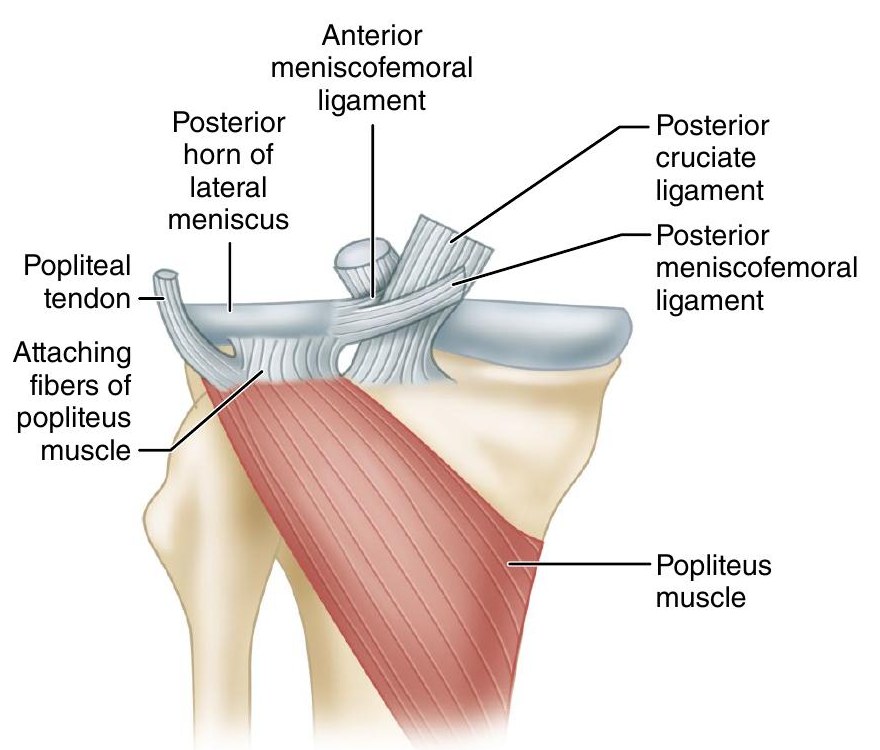 Anterior
meniscofemoral
ligament
Posterior
horn of
lateral
meniscus
Posterior
cruciate
ligament
Popliteal
tendon
Posterior
meniscofemoral
ligament
Attaching
fibers of
popliteus
muscle
Popliteus
muscle